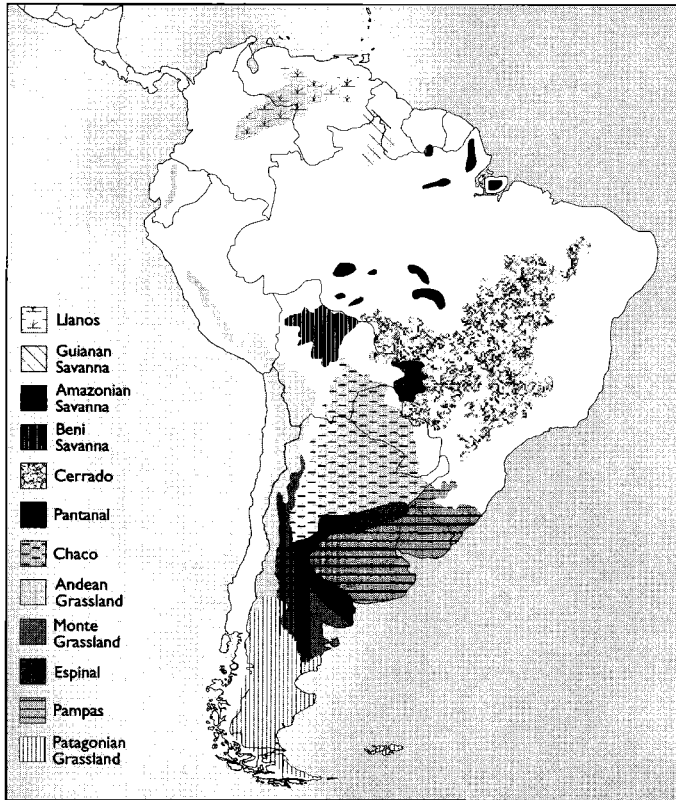 Llanos
Guianan
Savanna
Amazonian
Savanna
Beni
Savanna
Cerrado
Pantanal
Chaco
Andean
Grassland
Monte
Grassland
Espinal
Pampas
Patagonian
Grassland